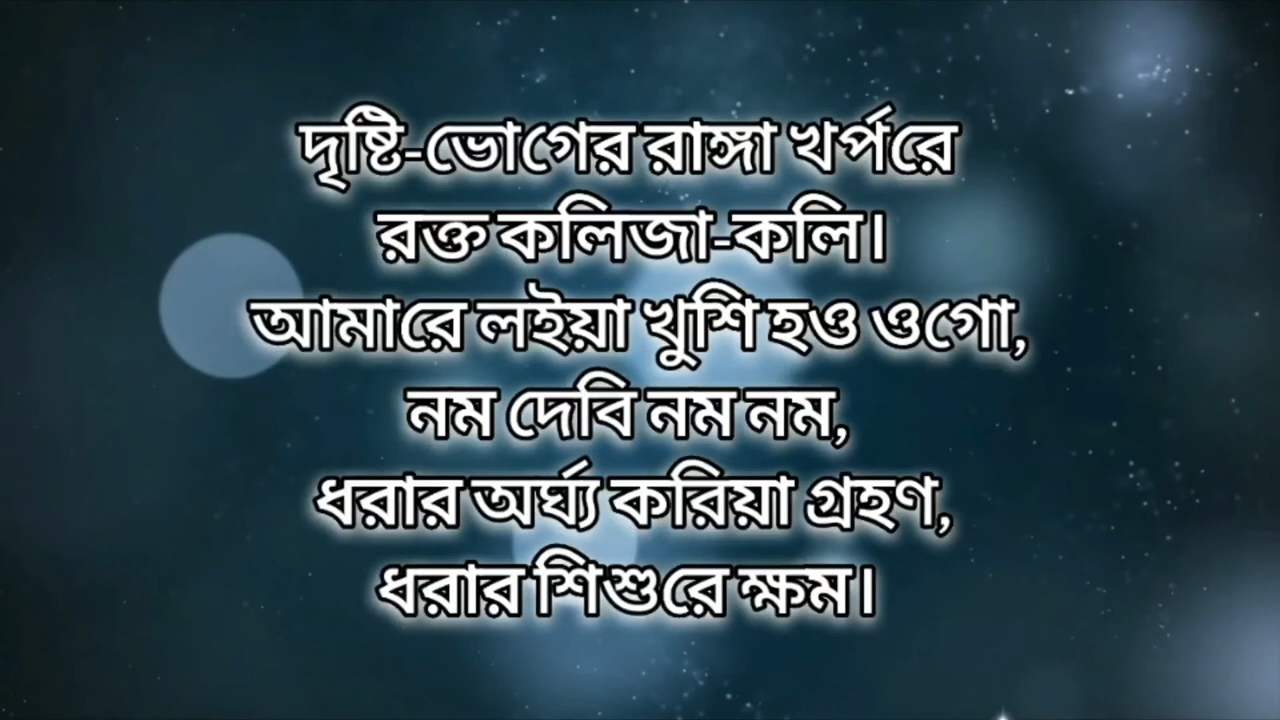 দৃষ্টি-ভোগের রাঙ্গা খর্পরে
রক্ত কলিজা-কলি।
আমারে লইয়া খুশি হও ওগো,
নম দেবি নম নম,
ধরার অর্ঘ্য করিয়া গ্রহণ,
ধরার শিশুরে ক্ষম।